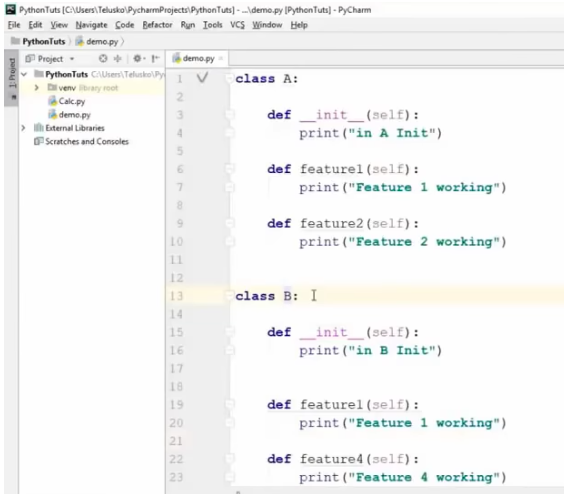 PythonTuts [C:\Users\Telusko\PycharmProjects\PythonTuts] - ...\demo.py [PythonTuts] - PyCharm
File Edit View Navigate Code Refactor Run Tools VCS Window Help
PythonTuts demo.py
1: Project
Project
demo.py
PythonTuts C:\Users\Telusko\Py
venv library root
Calc.py
demo.py
External Libraries
Scratches and Consoles
1 class A:
2
3 def __init__(self):
4 print("in A Init")
5
6 def feature1(self):
7 print("Feature 1 working")
8
9 def feature2(self):
10 print("Feature 2 working")
11
12
13 class B:
14
15 def __init__(self):
16 print("in B Init")
17
18
19 def feature1(self):
20 print("Feature 1 working")
21
22 def feature4(self):
23 print("Feature 4 working")